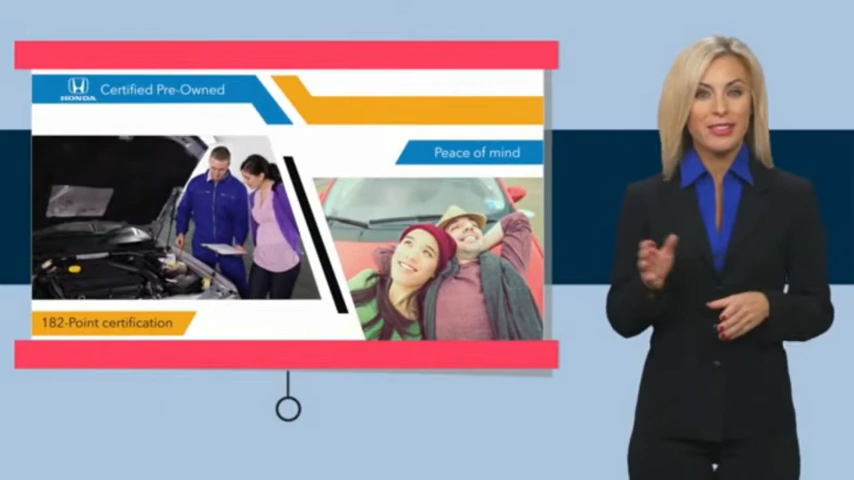 HONDA
Certified Pre-Owned
Peace of mind
182-Point certification